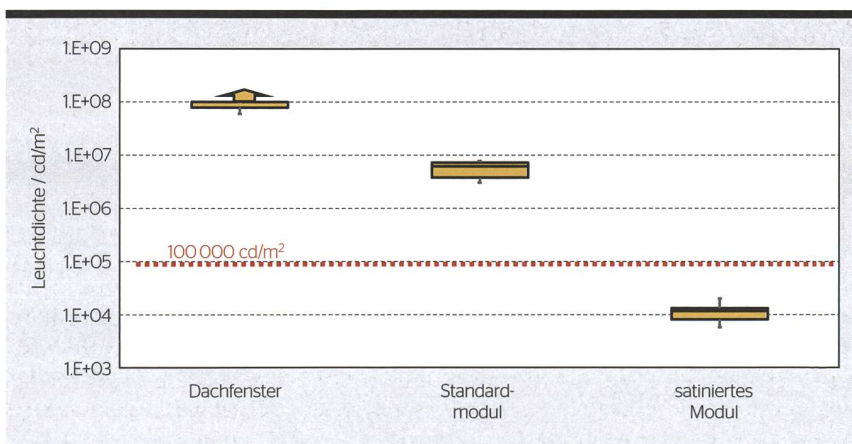 1.E+09
1.E+08
1.E+07
1.E+06
1.E+05
1.E+04
1.E+03
Leuchtdichte / cd/m²
100 000 cd/m²
Dachfenster
Standard-
modul
satiniertes
Modul